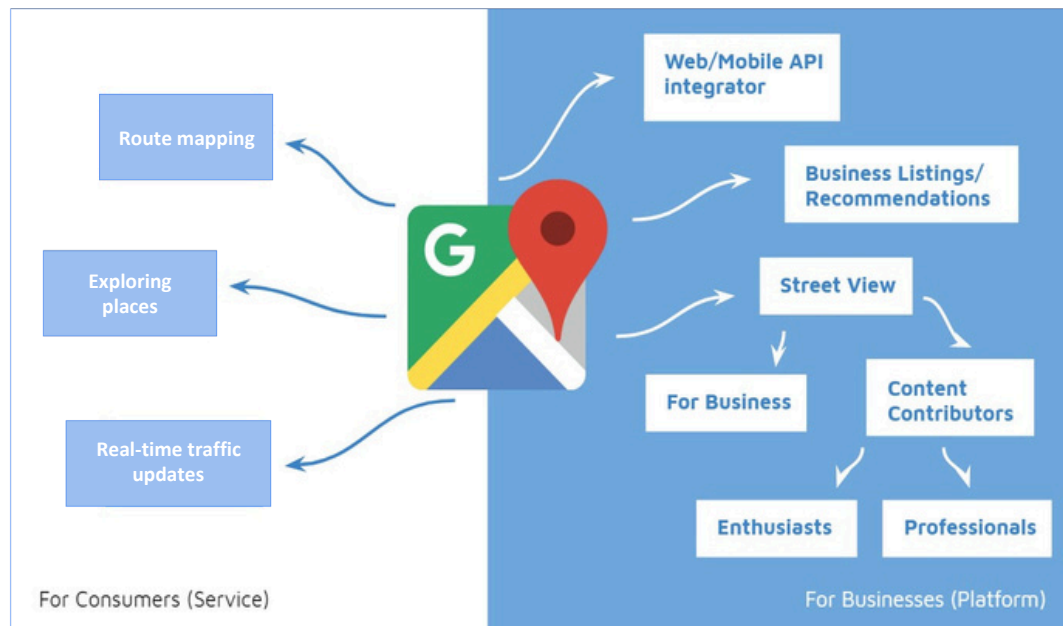 Route mapping
Exploring
places
Real-time traffic
updates
For Consumers (Service)
G
Web/Mobile API
integrator
Business Listings/
Recommendations
Street View
For Business
Content
Contributors
Enthusiasts
Professionals
For Businesses (Platform)